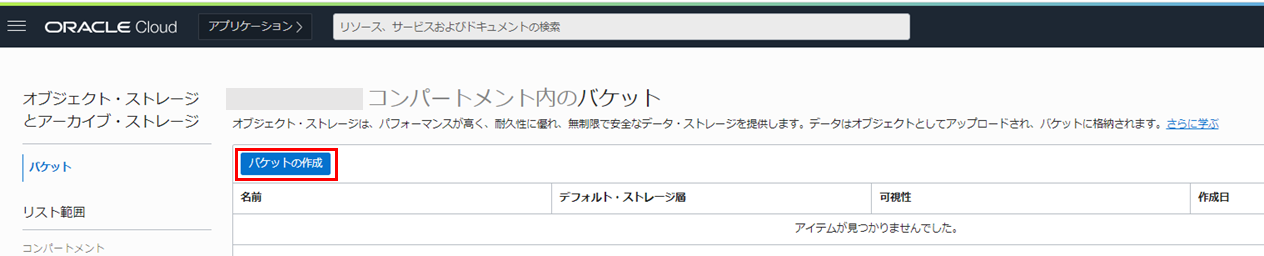 ORACLE Cloud
アプリケーション >
リソース、サービスおよびドキュメントの検索
オブジェクト・ストレージ
とアーカイブ・ストレージ
バケット
リスト範囲
コンパートメント
コンパートメント内のバケット
オブジェクト・ストレージは、パフォーマンスが高く、耐久性に優れ、無制限で安全なデータ・ストレージを提供します。データはオブジェクトとしてアップロードされ、バケットに格納されます。さらに学ぶ
バケットの作成
名前 デフォルト・ストレージ層 可視性 作成日
アイテムが見つかりませんでした。